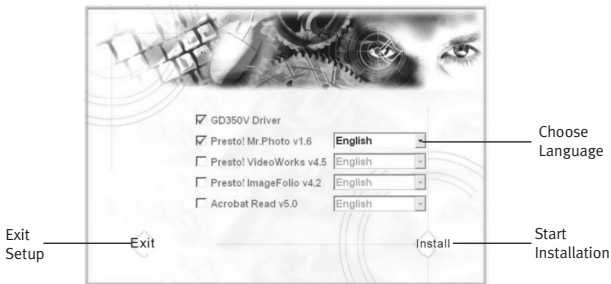 GD350V Driver
Presto! Mr.Photo v1.6 English
Presto! VideoWorks v4.5 English
Presto! ImageFolio v4.2 English
Acrobat Read v5.0 English
Choose
Language
Exit
Setup
Exit
Install
Start
Installation